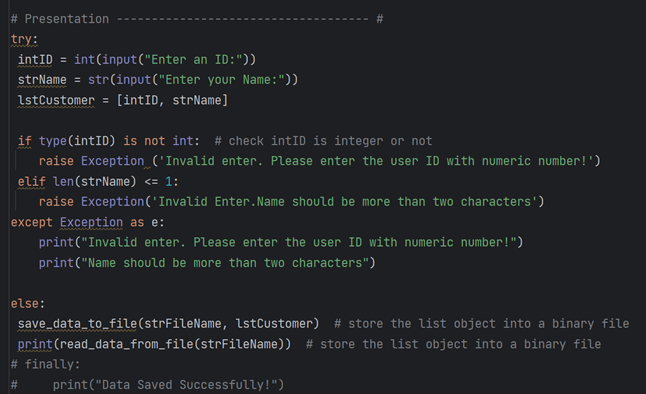 # Presentation ------------------------------------ #
try:
 intID = int(input("Enter an ID:"))
 strName = str(input("Enter your Name:"))
 lstCustomer = [intID, strName]

 if type(intID) is not int:  # check intID is integer or not
    raise Exception ('Invalid enter. Please enter the user ID with numeric number!')
 elif len(strName) <= 1:
    raise Exception('Invalid Enter.Name should be more than two characters')
except Exception as e:
    print("Invalid enter. Please enter the user ID with numeric number!")
    print("Name should be more than two characters")

else:
 save_data_to_file(strFileName, lstCustomer)  # store the list object into a binary file
 print(read_data_from_file(strFileName))  # store the list object into a binary file
# finally:
#     print("Data Saved Successfully!")